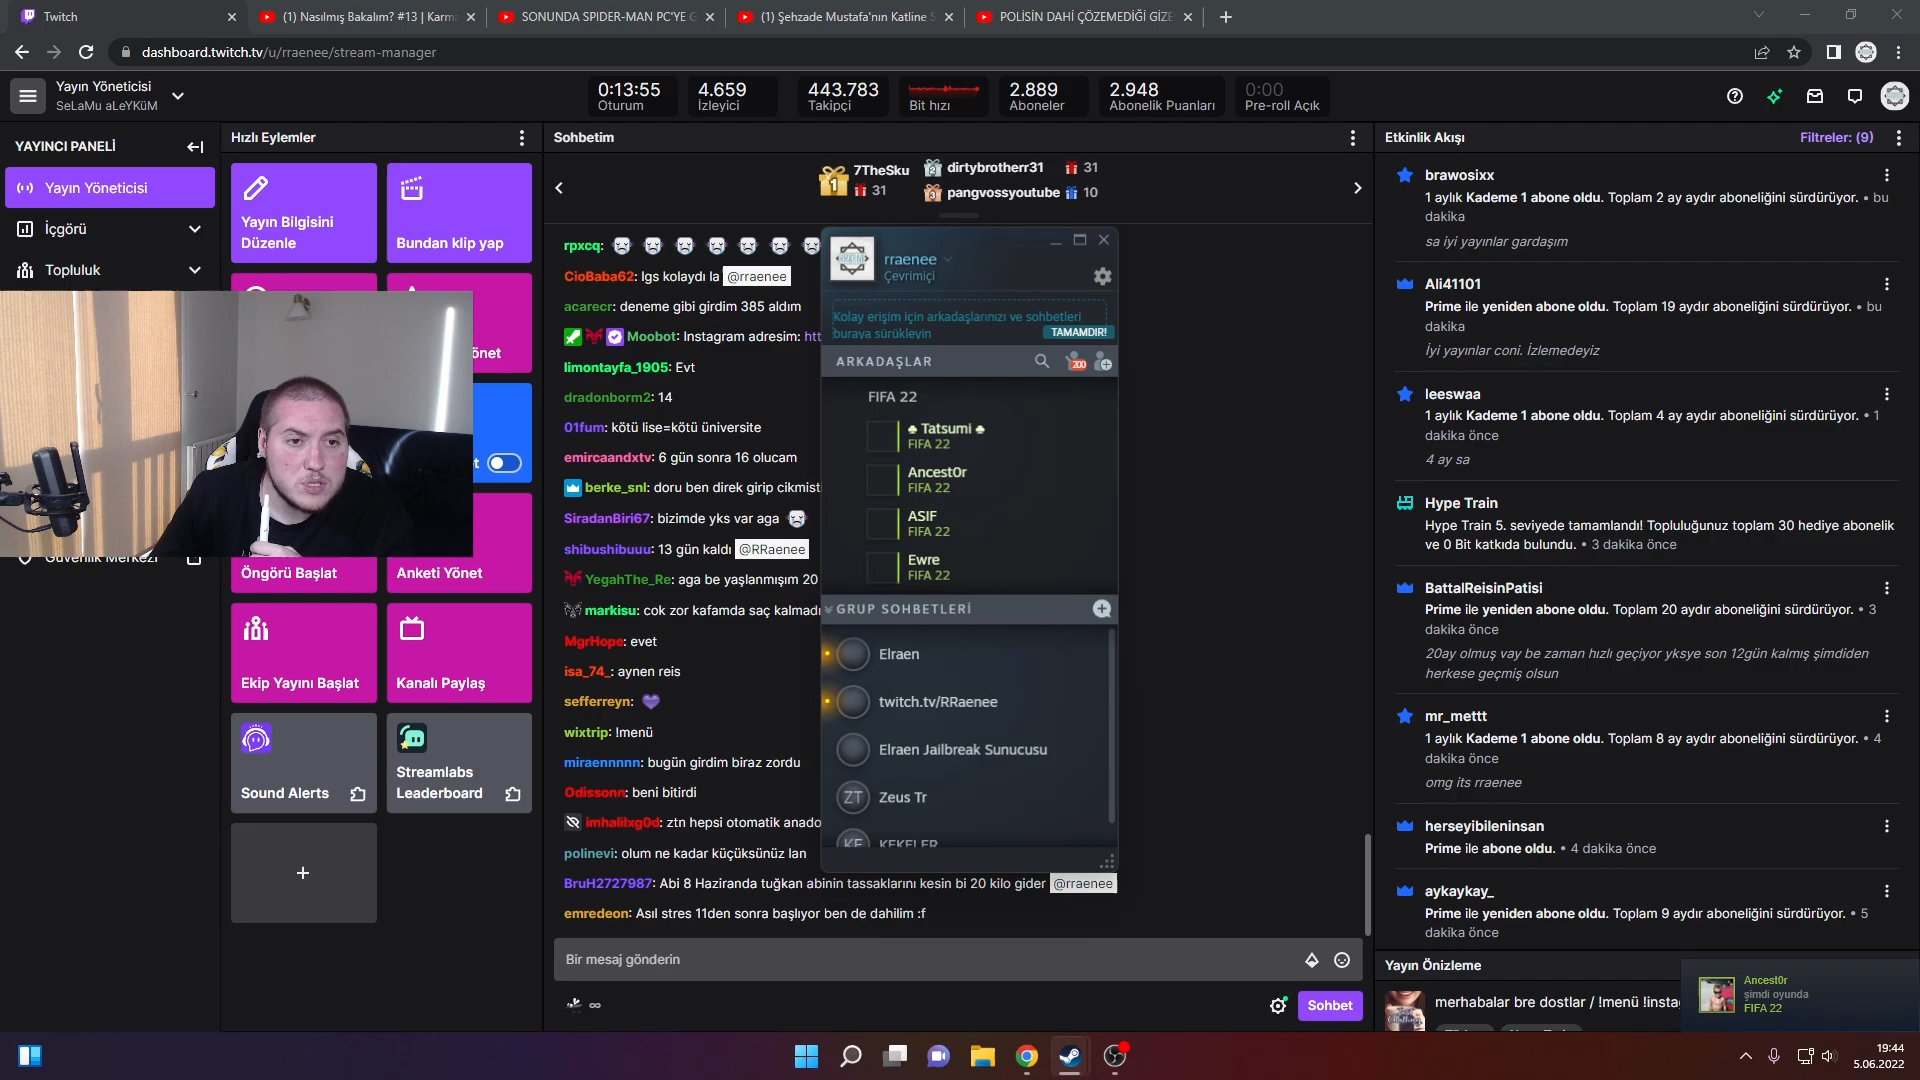 Twitch
(1) Nasılmış Bakalım? #13 | Karma
SONUNDA SPIDER-MAN PC'YE G
(1) Şehzade Mustafa'nın Katline S
POLİSİN DAHİ ÇÖZEMEDİĞİ GİZE
dashboard.twitch.tv/u/rraenee/stream-manager
Yayın Yöneticisi
SeLaMu aLeYKüM
0:13:55
Oturum
4.659
İzleyici
443.783
Takipçi
Bit hızı
2.889
Aboneler
2.948
Abonelik Puanları
0:00
Pre-roll Açık
YAYINCI PANELİ
Yayın Yöneticisi
İçgörü
Topluluk
Güvenlik Merkezi
Hızlı Eylemler
Yayın Bilgisini
Düzenle
Bundan klip yap
Öngörü Başlat
Anketi Yönet
Ekip Yayını Başlat
Kanalı Paylaş
Sound Alerts
Streamlabs
Leaderboard
Sohbetim
1 7TheSku
31
2 dirtybrotherr31 31
3 pangvossyoutube 10
rpxcq:
CioBaba62: lgs kolaydı la @rraenee
acarecr: deneme gibi girdim 385 aldım
Moobot: Instagram adresim: htt
limontayfa_1905: Evt
dradonborm2: 14
01fum: kötü lise=kötü üniversite
emircaandxtv: 6 gün sonra 16 olucam
berke_snl: doru ben direk girip cikmisti
SiradanBiri67: bizimde yks var aga
shibushibuuu: 13 gün kaldı @RRaenee
YegahThe_Re: aga be yaşlanmışım 20
markisu: cok zor kafamda saç kalmadı
MgrHope: evet
isa_74_: aynen reis
sefferreyn:
wixtrip: !menü
miraennnnn: bugün girdim biraz zordu
Odissonn: beni bitirdi
imhalilxg0d: ztn hepsi otomatik anado
polinevi: olum ne kadar küçüksünüz lan
BruH2727987: Abi 8 Haziranda tuğkan abinin tassaklarını kesin bi 20 kilo gider @rraenee
emredeon: Asıl stres 11den sonra başlıyor ben de dahilim :f
Bir mesaj gönderin
Sohbet
rraenee
Çevrimiçi
Kolay erişim için arkadaşlarınızı ve sohbetleri
buraya sürükleyin
TAMAMDIR!
ARKADAŞLAR
200
FIFA 22
♣ Tatsumi ♣
FIFA 22
Ancest0r
FIFA 22
ASIF
FIFA 22
Ewre
FIFA 22
GRUP SOHBETLERİ
Elraen
twitch.tv/RRaenee
Elraen Jailbreak Sunucusu
ZT Zeus Tr
KE KEKELER
Etkinlik Akışı
Filtreler: (9)
brawosixx
1 aylık Kademe 1 abone oldu. Toplam 2 ay aydır aboneliğini sürdürüyor. • bu
dakika
sa iyi yayınlar gardaşım
Ali41101
Prime ile yeniden abone oldu. Toplam 19 aydır aboneliğini sürdürüyor. • bu
dakika
İyi yayınlar coni. İzlemedeyiz
leeswaa
1 aylık Kademe 1 abone oldu. Toplam 4 ay aydır aboneliğini sürdürüyor. • 1
dakika önce
4 ay sa
Hype Train
Hype Train 5. seviyede tamamlandı! Topluluğunuz toplam 30 hediye abonelik
ve 0 Bit katkıda bulundu. • 3 dakika önce
BattalReisinPatisi
Prime ile yeniden abone oldu. Toplam 20 aydır aboneliğini sürdürüyor. • 3
dakika önce
20ay olmuş vay be zaman hızlı geçiyor yksye son 12gün kalmış şimdiden
herkese geçmiş olsun
mr_mettt
1 aylık Kademe 1 abone oldu. Toplam 8 ay aydır aboneliğini sürdürüyor. • 4
dakika önce
omg its rraenee
herseyibileninsan
Prime ile abone oldu. • 4 dakika önce
aykaykay_
Prime ile yeniden abone oldu. Toplam 9 aydır aboneliğini sürdürüyor. • 5
dakika önce
Yayın Önizleme
merhabalar bre dostlar / !menü !insta
Ancest0r
şimdi oyunda
FIFA 22
19:44
5.06.2022